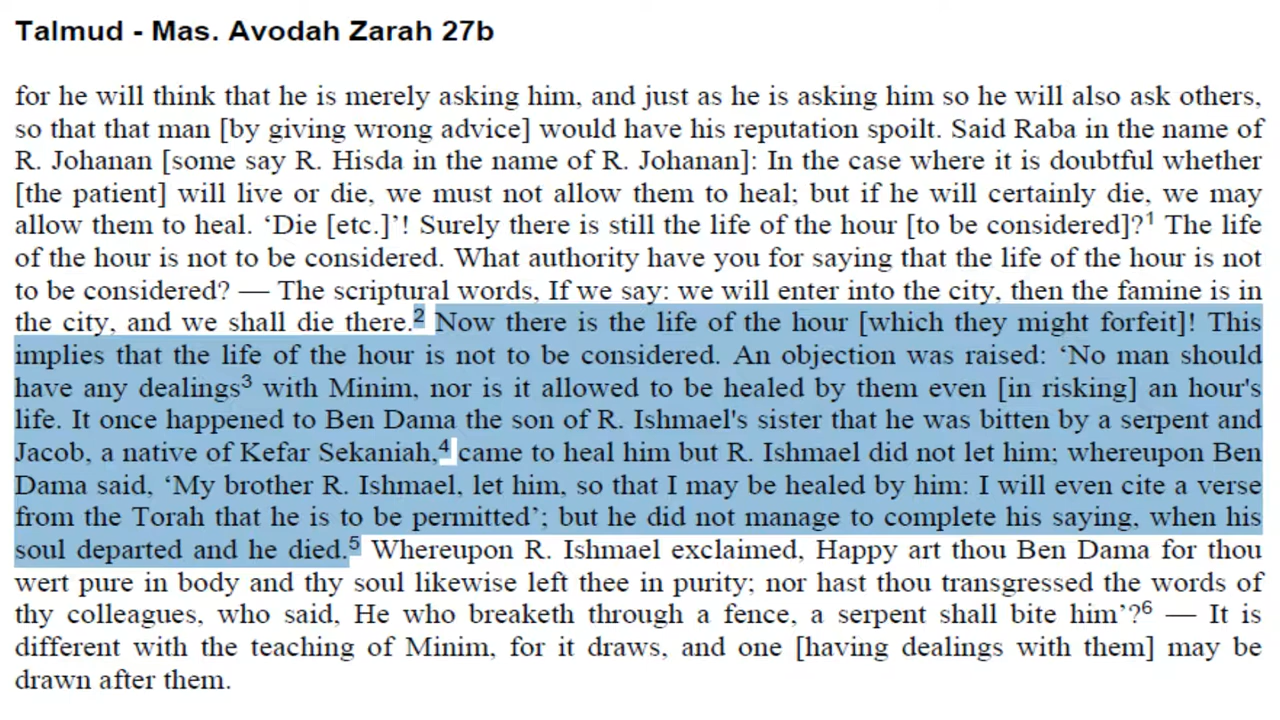 Talmud - Mas. Avodah Zarah 27b
for he will think that he is merely asking him, and just as he is asking him so he will also ask others,
so that that man [by giving wrong advice] would have his reputation spoilt. Said Raba in the name of
R. Johanan [some say R. Hisda in the name of R. Johanan]: In the case where it is doubtful whether
[the patient] will live or die, we must not allow them to heal; but if he will certainly die, we may
allow them to heal. ‘Die [etc.]’! Surely there is still the life of the hour [to be considered]?1 The life
of the hour is not to be considered. What authority have you for saying that the life of the hour is not
to be considered? — The scriptural words, If we say: we will enter into the city, then the famine is in
the city, and we shall die there.2 Now there is the life of the hour [which they might forfeit]! This
implies that the life of the hour is not to be considered. An objection was raised: ‘No man should
have any dealings3 with Minim, nor is it allowed to be healed by them even [in risking] an hour's
life. It once happened to Ben Dama the son of R. Ishmael's sister that he was bitten by a serpent and
Jacob, a native of Kefar Sekaniah,4 came to heal him but R. Ishmael did not let him; whereupon Ben
Dama said, ‘My brother R. Ishmael, let him, so that I may be healed by him: I will even cite a verse
from the Torah that he is to be permitted’; but he did not manage to complete his saying, when his
soul departed and he died.5 Whereupon R. Ishmael exclaimed, Happy art thou Ben Dama for thou
wert pure in body and thy soul likewise left thee in purity; nor hast thou transgressed the words of
thy colleagues, who said, He who breaketh through a fence, a serpent shall bite him’?6 — It is
different with the teaching of Minim, for it draws, and one [having dealings with them] may be
drawn after them.